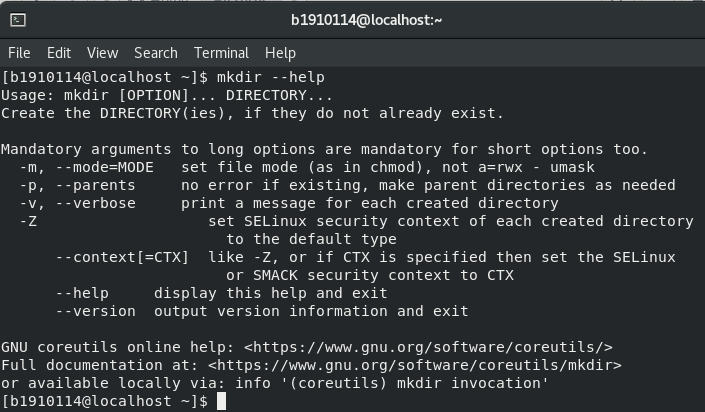 b1910114@localhost:~
File Edit View Search Terminal Help
[b1910114@localhost ~]$ mkdir --help
Usage: mkdir [OPTION]... DIRECTORY...
Create the DIRECTORY(ies), if they do not already exist.

Mandatory arguments to long options are mandatory for short options too.
  -m, --mode=MODE   set file mode (as in chmod), not a=rwx - umask
  -p, --parents     no error if existing, make parent directories as needed
  -v, --verbose     print a message for each created directory
  -Z                   set SELinux security context of each created directory
                         to the default type
      --context[=CTX]  like -Z, or if CTX is specified then set the SELinux
                         or SMACK security context to CTX
      --help     display this help and exit
      --version  output version information and exit

GNU coreutils online help: <https://www.gnu.org/software/coreutils/>
Full documentation at: <https://www.gnu.org/software/coreutils/mkdir>
or available locally via: info '(coreutils) mkdir invocation'
[b1910114@localhost ~]$